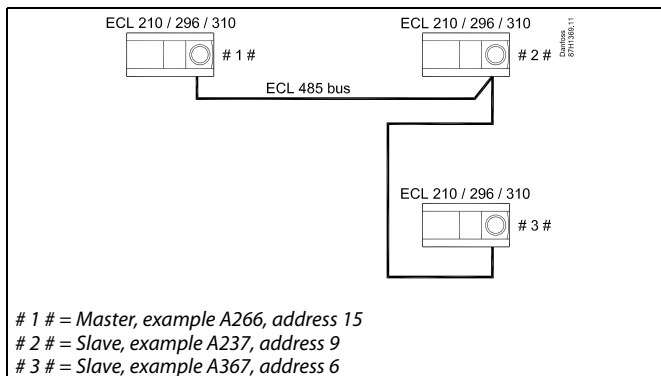 ECL 210 / 296 / 310
# 1 #
ECL 210 / 296 / 310
# 2 #
Danfoss
87H1369.11
ECL 485 bus
ECL 210 / 296 / 310
# 3 #
# 1 # = Master, example A266, address 15
# 2 # = Slave, example A237, address 9
# 3 # = Slave, example A367, address 6